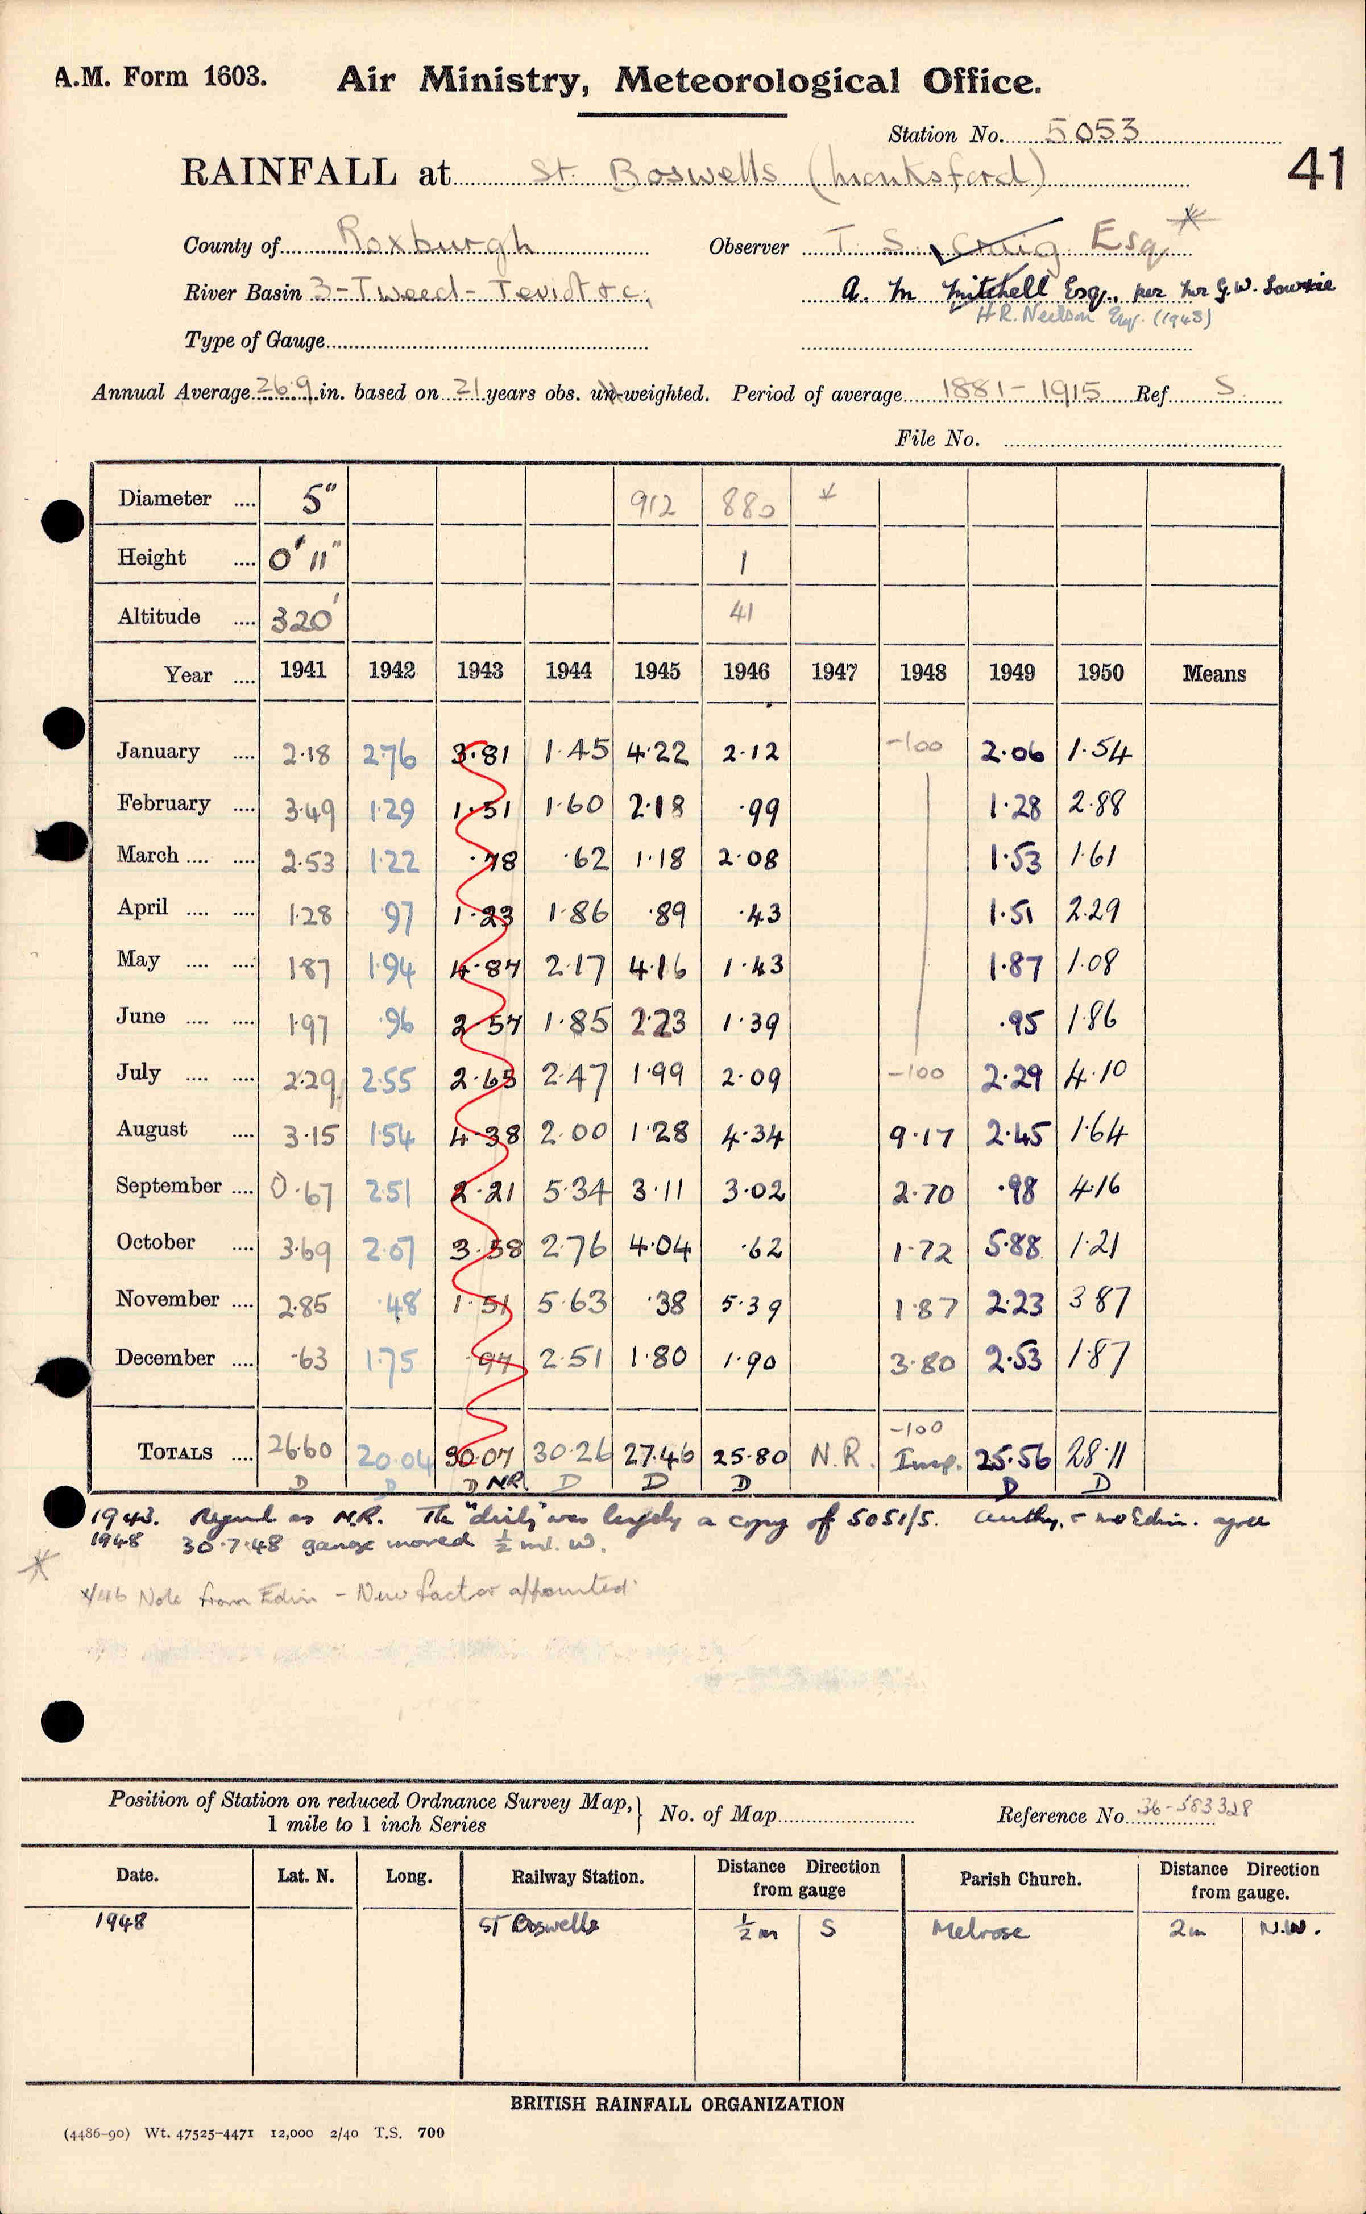 A.M. Form 1603. Air Ministry, Meteorological Office.
Station No. 5053
41
RAINFALL at St. Boswells (Monksford)
County of Roxburgh Observer T. S. Craig Esq *
River Basin 3-Tweed-Teviot &c, A. M Mitchell Esq., per Mr G.W. Lowrie
H R. Neilson Esq. (1948)
Type of Gauge
Annual Average 26.9 in. based on 21 years obs. un-weighted. Period of average 1881-1915 Ref S.
File No.
Diameter .... 5" 912 880 *
Height .... 0' 11" 1
Altitude .... 320' 41
Year .... 1941 1942 1943 1944 1945 1946 1947 1948 1949 1950 Means
January .... 2.18 2.76 3.81 1.45 4.22 2.12 -100 2.06 1.54
February .... 3.49 1.29 1.51 1.60 2.18 .99 1.28 2.88
March .... .... 2.53 1.22 .78 .62 1.18 2.08 1.53 1.61
April .... .... 1.28 .97 1.23 1.86 .89 .43 1.51 2.29
May .... .... 1.87 1.94 4.87 2.17 4.16 1.43 1.87 1.08
June .... .... 1.97 .96 2.57 1.85 2.23 1.39 .95 1.86
July .... .... 2.29 2.55 2.65 2.47 1.99 2.09 -100 2.29 4.10
August .... 3.15 1.54 4.38 2.00 1.28 4.34 9.17 2.45 1.64
September .... 0.67 2.51 2.21 5.34 3.11 3.02 2.70 .98 4.16
October .... 3.69 2.07 3.58 2.76 4.04 .62 1.72 5.88 1.21
November .... 2.85 .48 1.51 5.63 .38 5.39 1.87 2.23 3.87
December .... .63 1.75 .97 2.51 1.80 1.90 3.80 2.53 1.87
-100
TOTALS .... 26.60 20.04 30.07 30.26 27.46 25.80 N.R. Insp. 25.56 28.11
D D D N.R. D D D D D
1943. Regard as N.R. The "daily" was largely a copy of 5051/5. Edin. agree
1948 30.7.48 gauge moved ½ ml. W.
* Note from Edin - New factor appointed.
Position of Station on reduced Ordnance Survey Map, 1 mile to 1 inch Series } No. of Map Reference No. 36-583328
Date. Lat. N. Long. Railway Station. Distance Direction from gauge Parish Church. Distance Direction from gauge.
1948 St Boswells ½ m S Melrose 2m N.W.
BRITISH RAINFALL ORGANIZATION
(4486-90) Wt. 47525-4471 12,000 2/40 T.S. 700